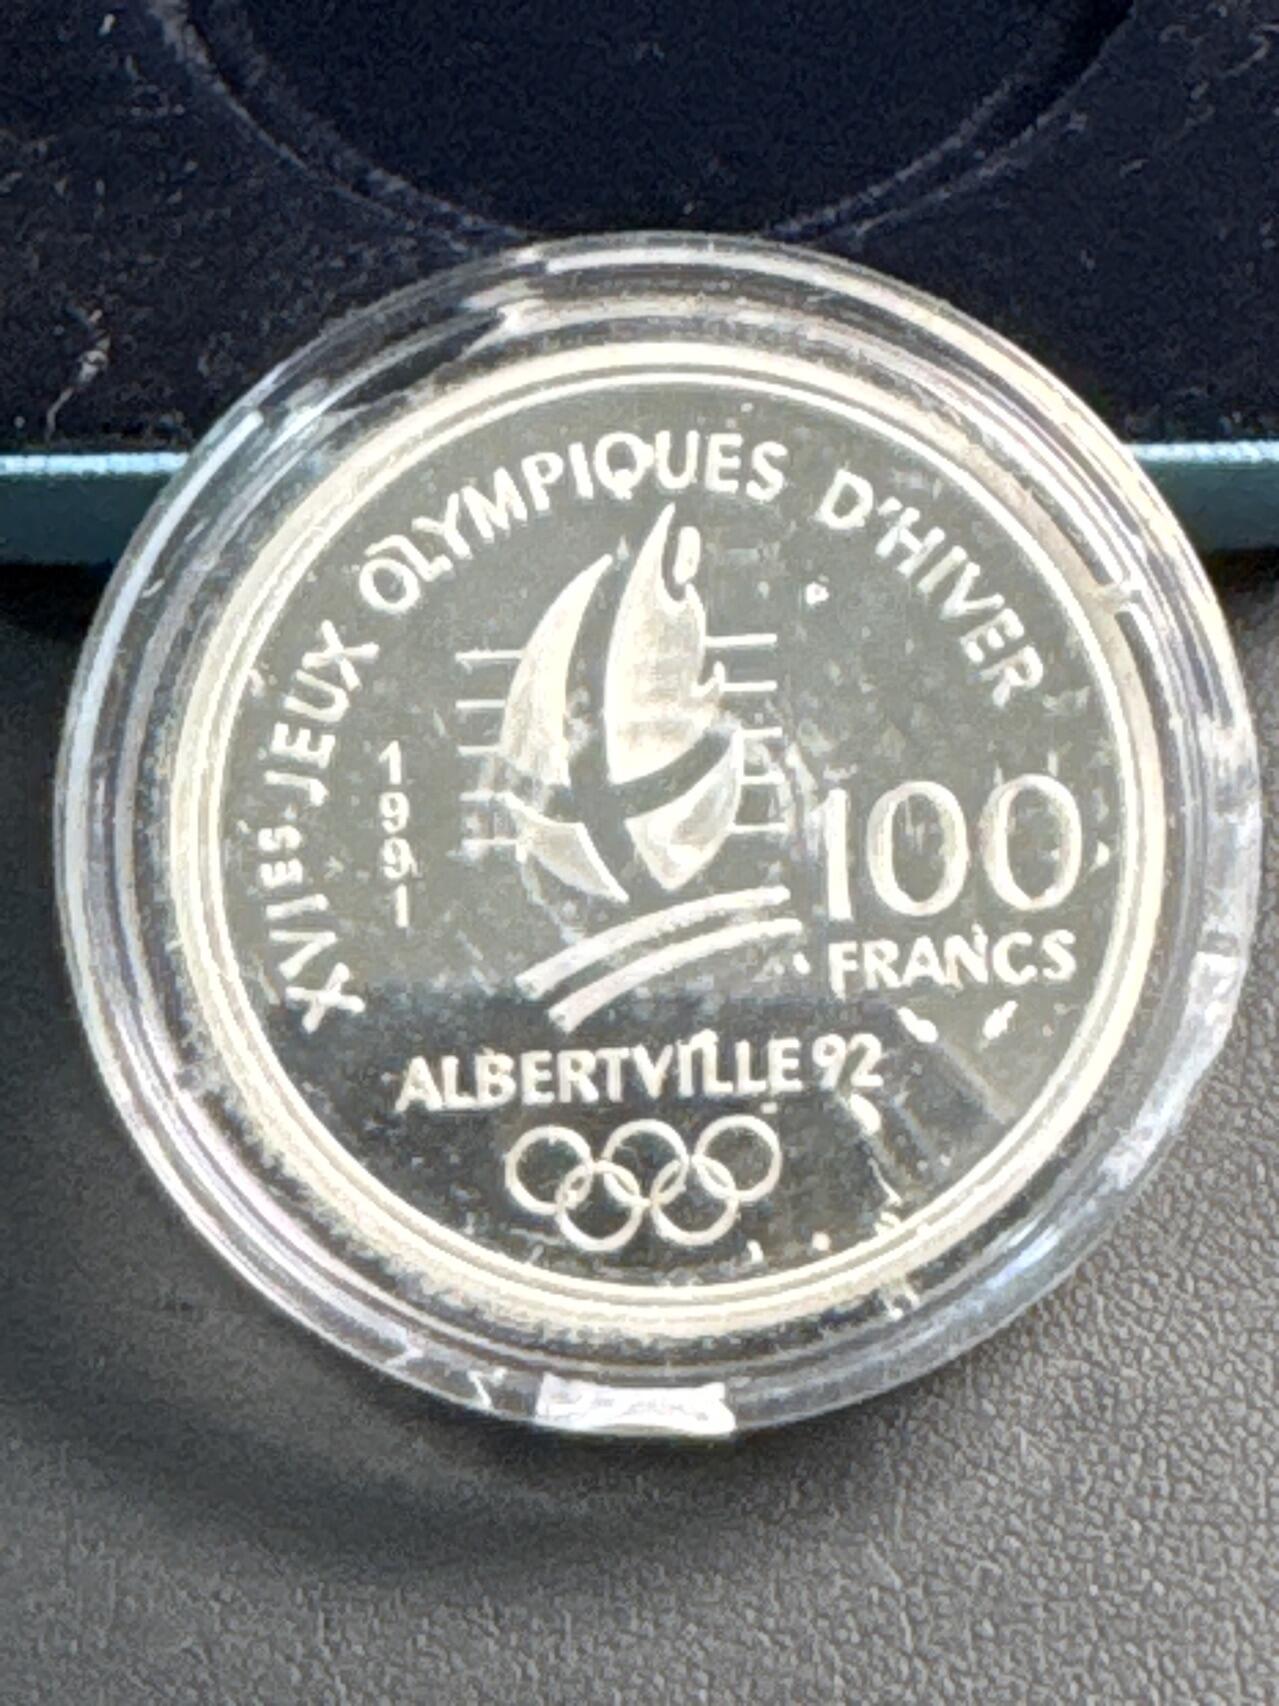 XVIES JEUX OLYMPIQUES D'HIVER
1991
100
FRANCS
ALBERTVILLE 92